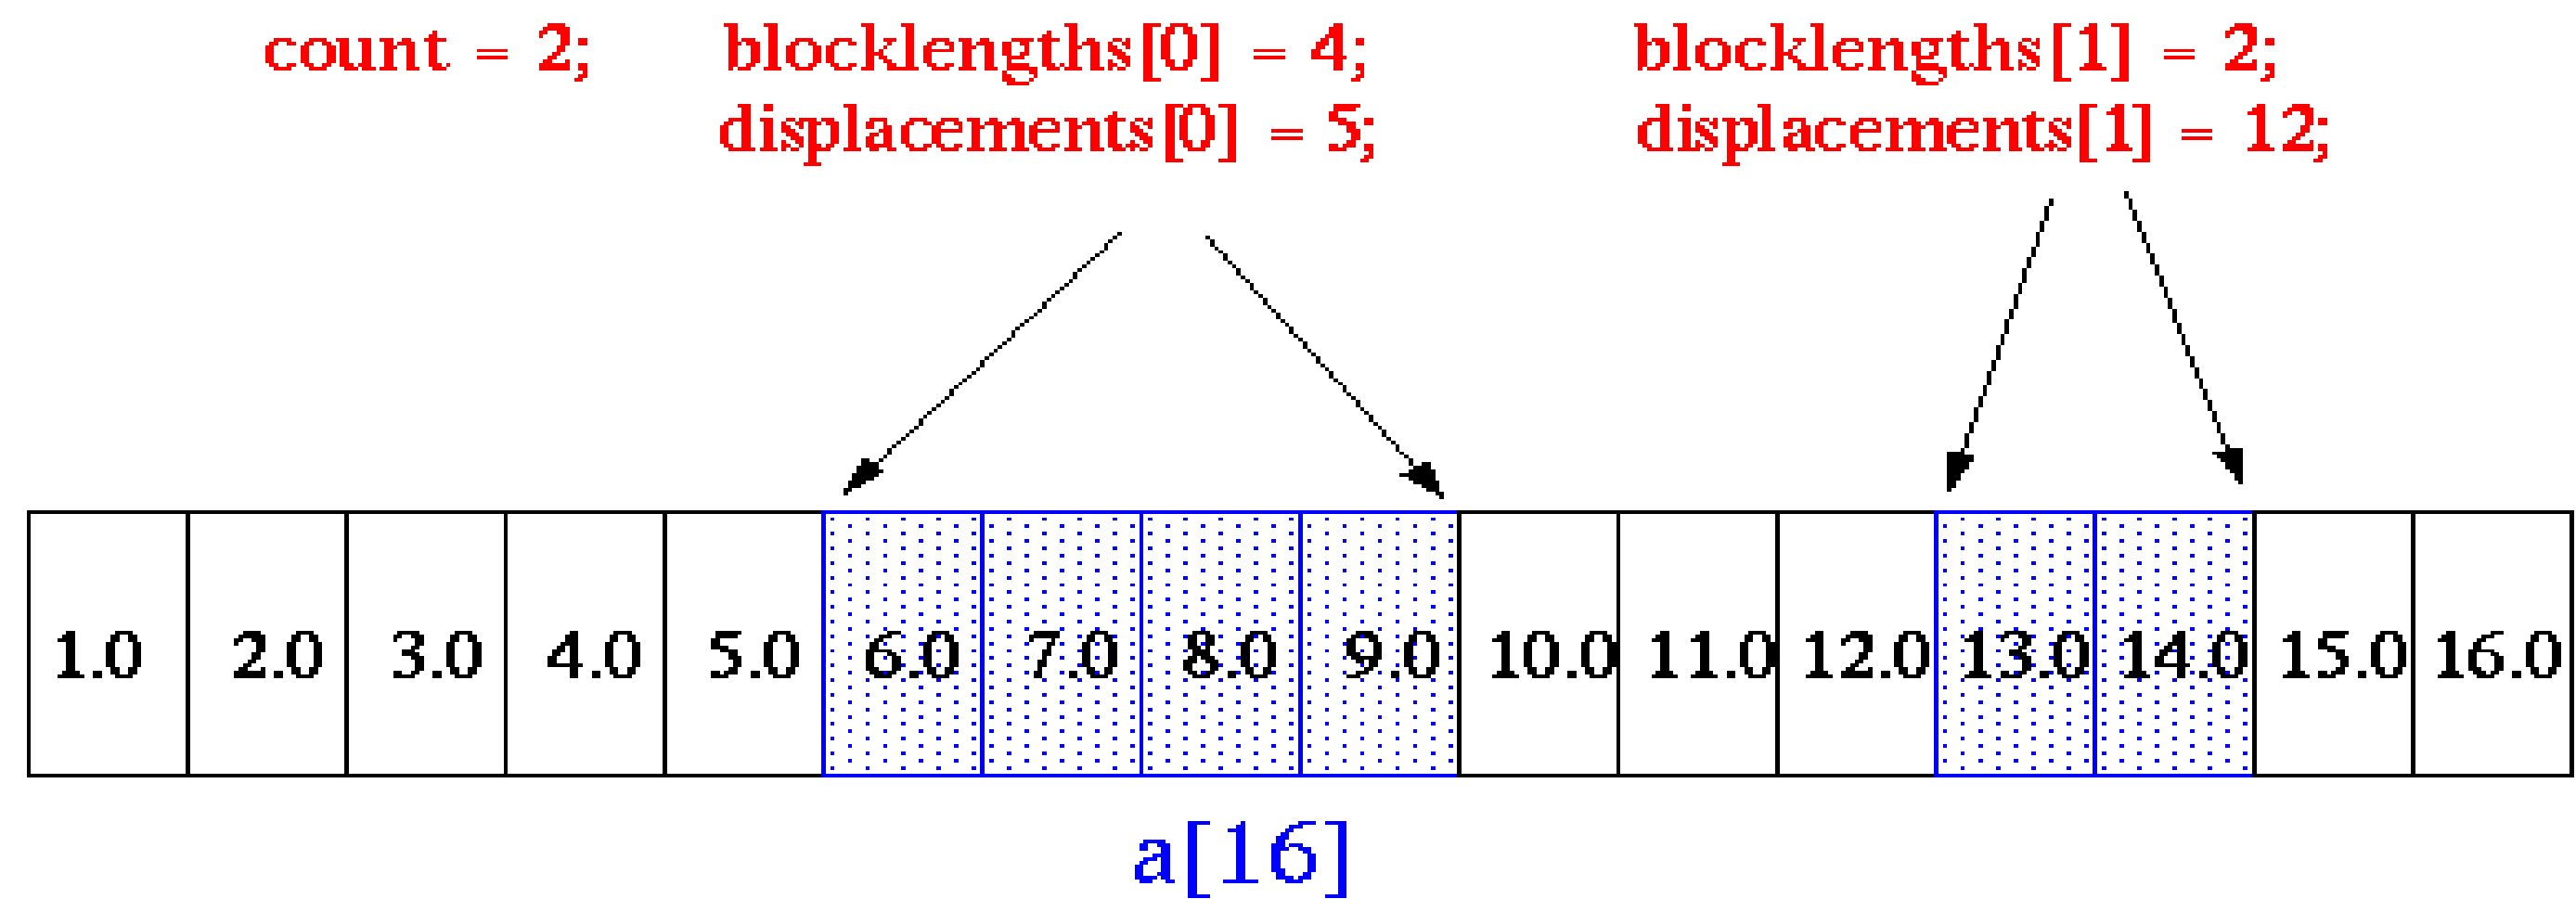 count = 2; blocklengths[0] = 4; blocklengths[1] = 2;
displacements[0] = 5; displacements[1] = 12;
1.0 2.0 3.0 4.0 5.0 6.0 7.0 8.0 9.0 10.0 11.0 12.0 13.0 14.0 15.0 16.0
a[16]